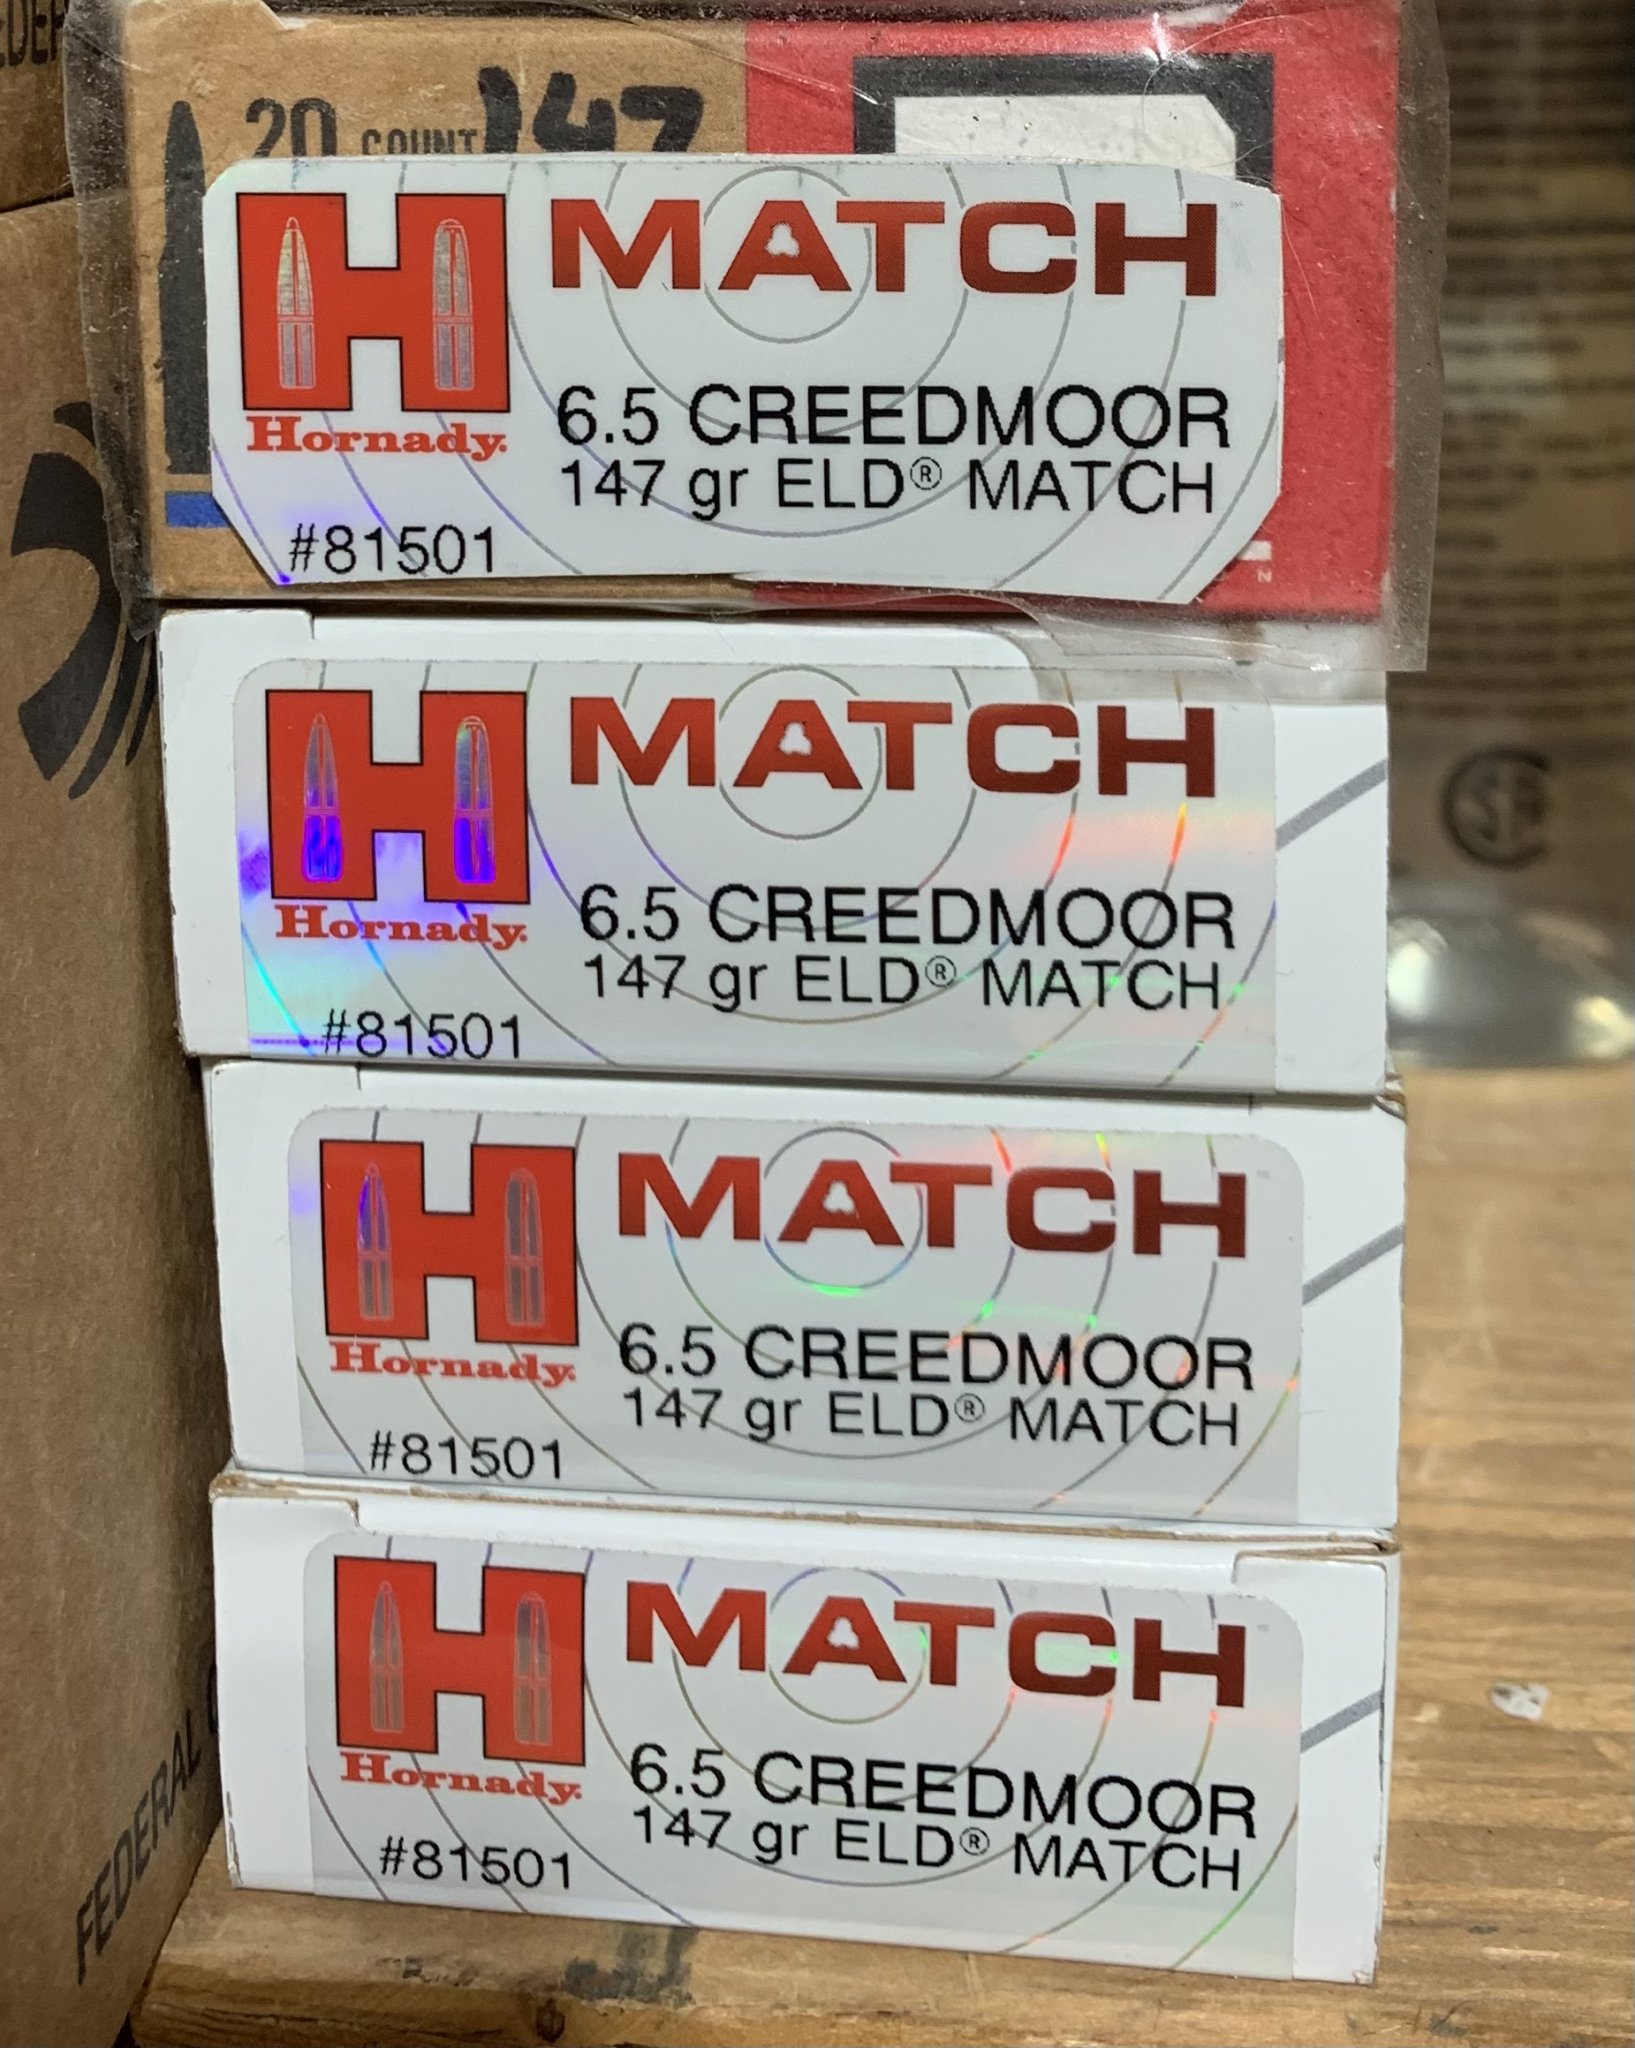 20 COUNT 147
MATCH
Hornady.
6.5 CREEDMOOR
147 gr ELD® MATCH
#81501
N
MATCH
Hornady.
6.5 CREEDMOOR
147 gr ELD® MATCH
#81501
MATCH
Hornady.
6.5 CREEDMOOR
147 gr ELD® MATCH
#81501
MATCH
Hornady.
6.5 CREEDMOOR
147 gr ELD® MATCH
#81501
FEDERAL